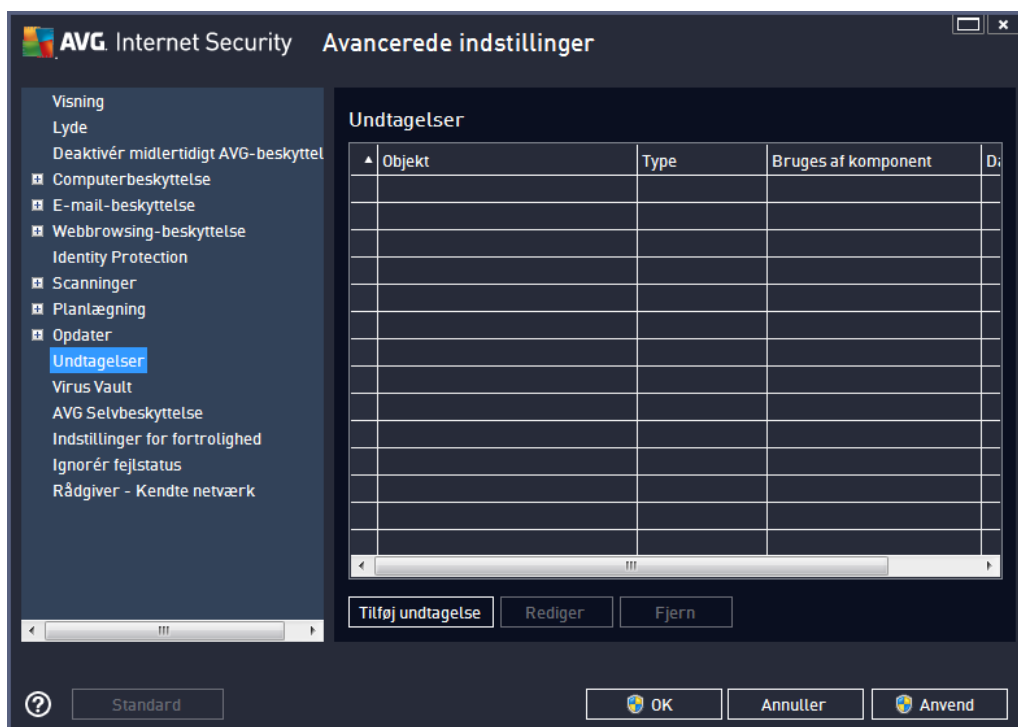 AVG. Internet Security Avancerede indstillinger
Visning
Lyde
Deaktivér midlertidigt AVG-beskyttel
Computerbeskyttelse
E-mail-beskyttelse
Webbrowsing-beskyttelse
Identity Protection
Scanninger
Planlægning
Opdater
Undtagelser
Virus Vault
AVG Selvbeskyttelse
Indstillinger for fortrolighed
Ignorér fejlstatus
Rådgiver - Kendte netværk
Undtagelser
Objekt Type Bruges af komponent
Tilføj undtagelse Rediger Fjern
Standard OK Annuller Anvend